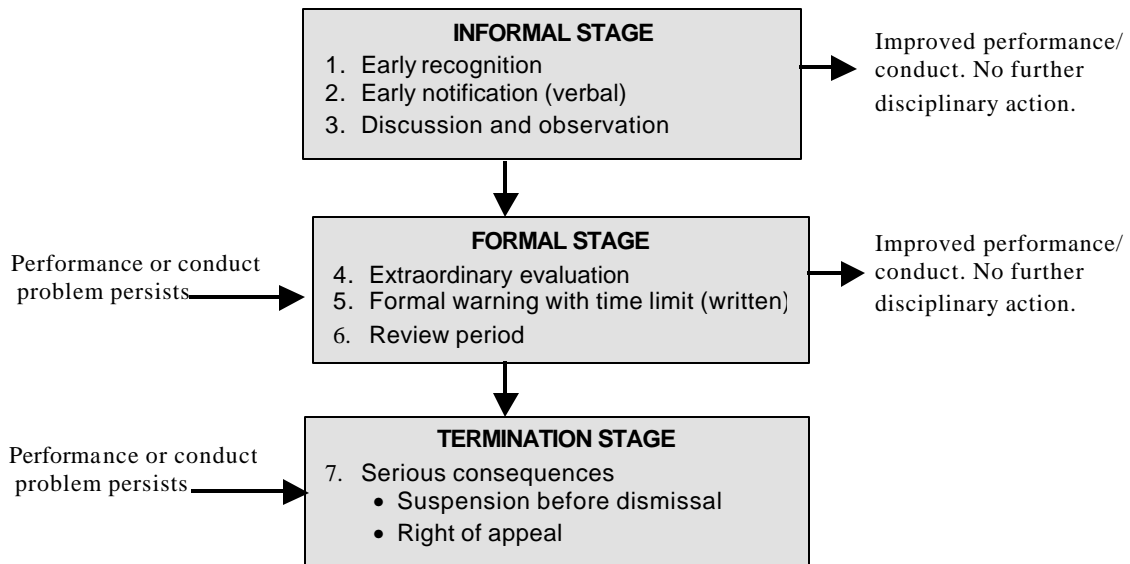 INFORMAL STAGE
1. Early recognition
2. Early notification (verbal)
3. Discussion and observation
Improved performance/
conduct. No further
disciplinary action.
FORMAL STAGE
4. Extraordinary evaluation
5. Formal warning with time limit (written)
6. Review period
Performance or conduct
problem persists
Improved performance/
conduct. No further
disciplinary action.
TERMINATION STAGE
7. Serious consequences
• Suspension before dismissal
• Right of appeal
Performance or conduct
problem persists